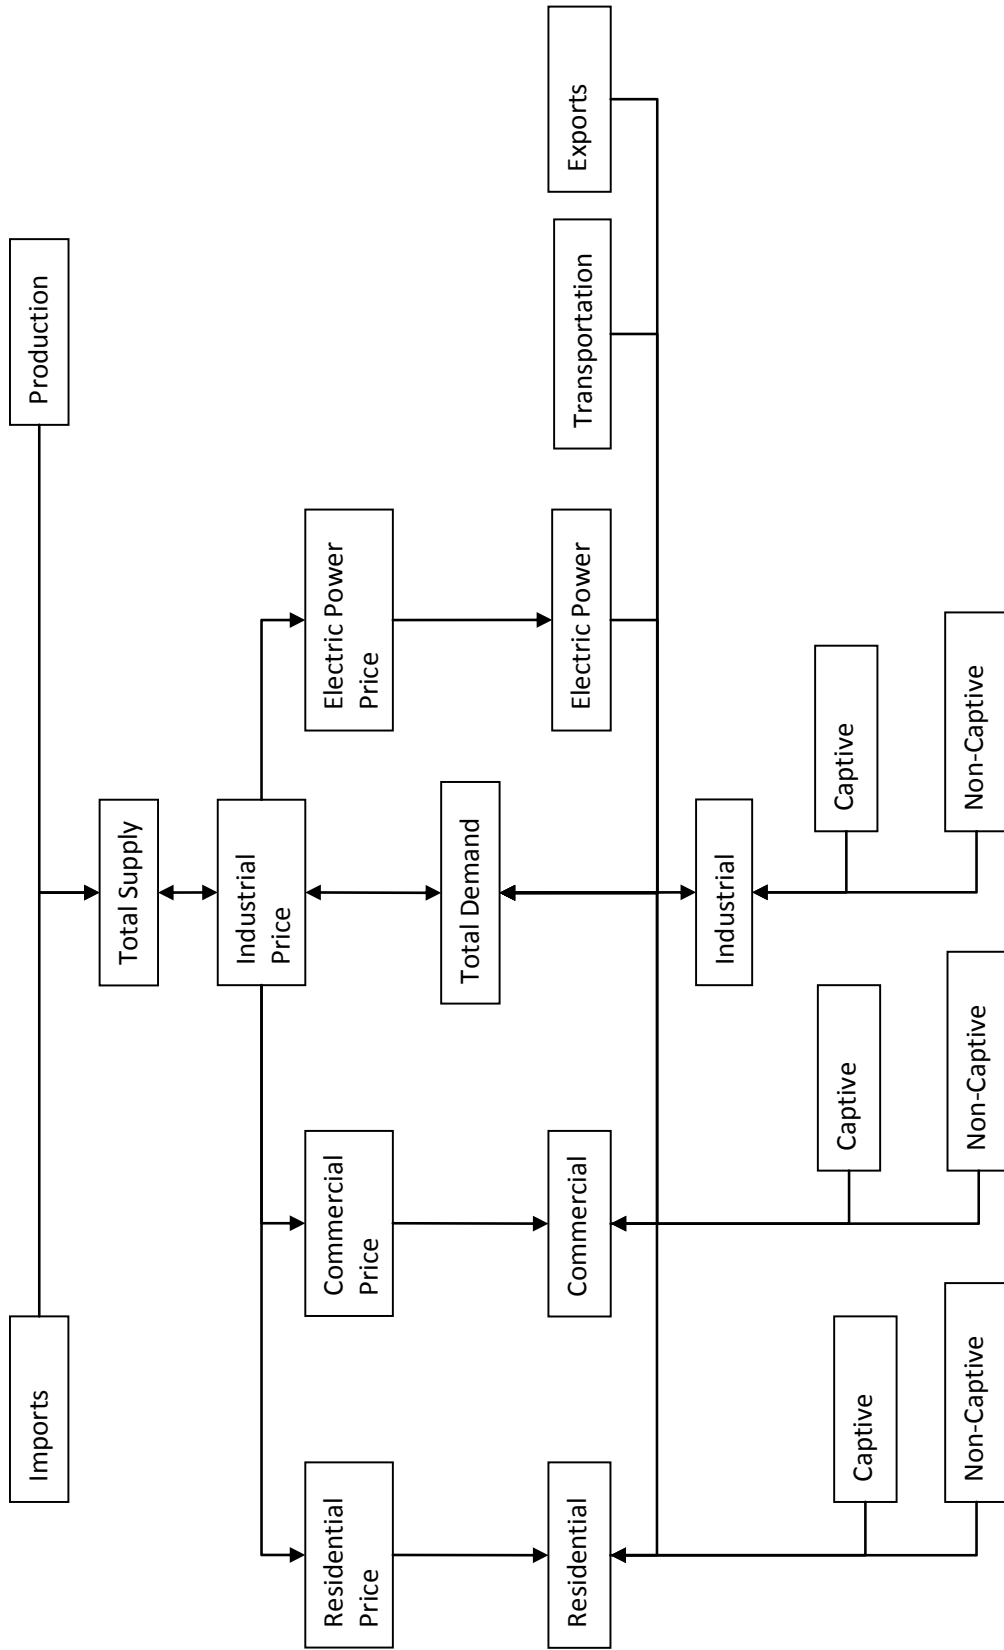 Imports
Production
Total Supply
Industrial
Price
Residential
Price
Commercial
Price
Electric Power
Price
Total Demand
Residential
Commercial
Electric Power
Transportation
Exports
Industrial
Captive
Captive
Captive
Non-Captive
Non-Captive
Non-Captive